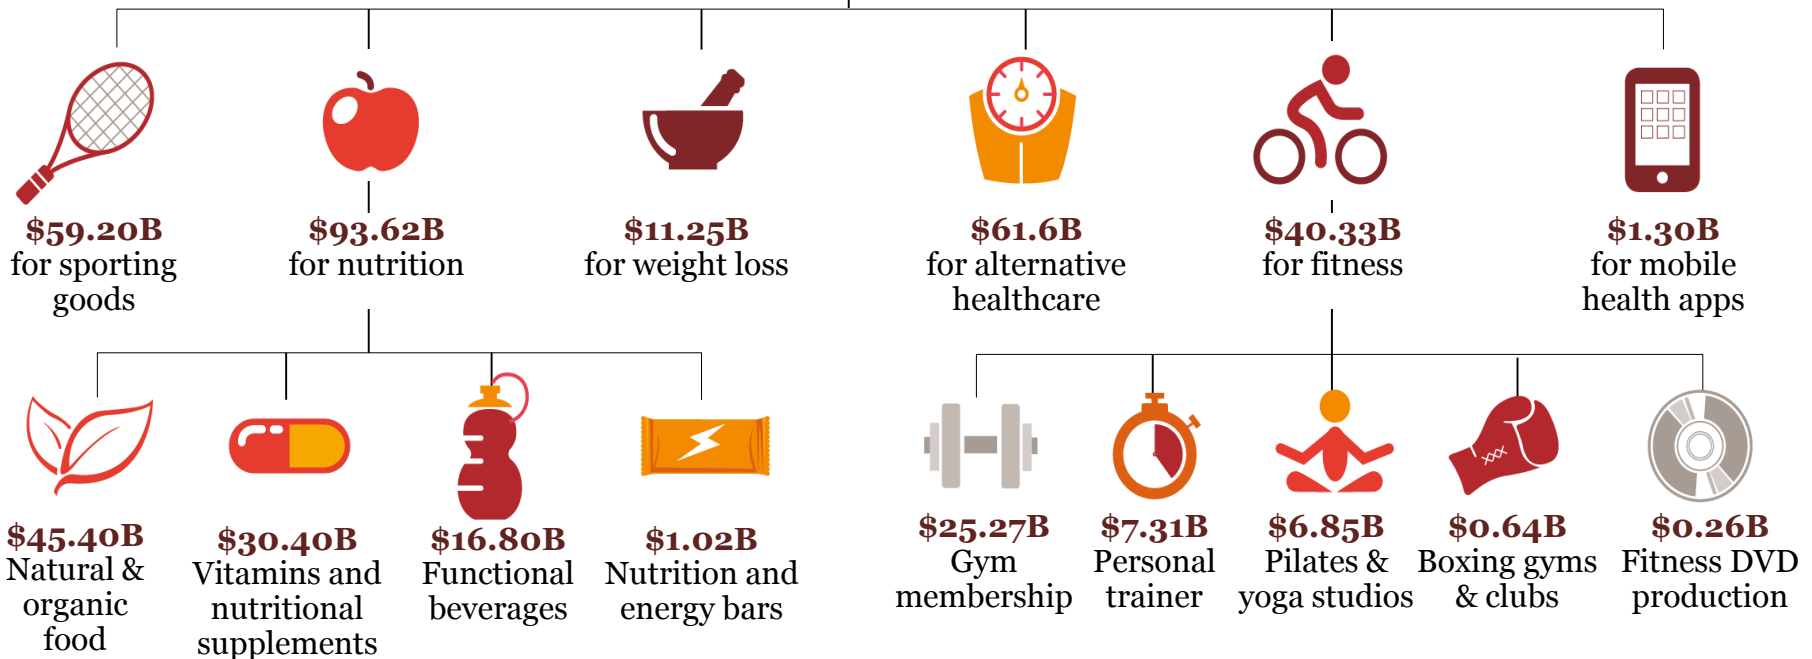 $59.20B
for sporting
goods
$93.62B
for nutrition
$11.25B
for weight loss
$61.6B
for alternative
healthcare
$40.33B
for fitness
$1.30B
for mobile
health apps
$45.40B
Natural &
organic
food
$30.40B
Vitamins and
nutritional
supplements
$16.80B
Functional
beverages
$1.02B
Nutrition and
energy bars
$25.27B
Gym
membership
$7.31B
Personal
trainer
$6.85B
Pilates &
yoga studios
$0.64B
Boxing gyms
& clubs
$0.26B
Fitness DVD
production